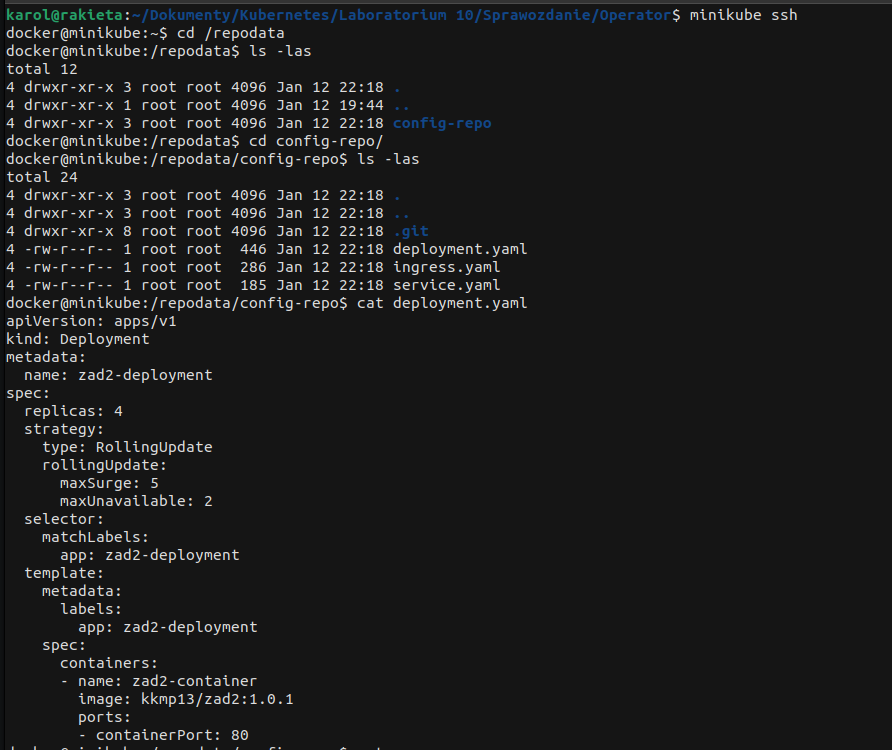 karol@rakieta:~/Dokumenty/Kubernetes/Laboratorium 10/Sprawozdanie/Operator$ minikube ssh
docker@minikube:~$ cd /repodata
docker@minikube:/repodata$ ls -las
total 12
4 drwxr-xr-x 3 root root 4096 Jan 12 22:18 .
4 drwxr-xr-x 1 root root 4096 Jan 12 19:44 ..
4 drwxr-xr-x 3 root root 4096 Jan 12 22:18 config-repo
docker@minikube:/repodata$ cd config-repo/
docker@minikube:/repodata/config-repo$ ls -las
total 24
4 drwxr-xr-x 3 root root 4096 Jan 12 22:18 .
4 drwxr-xr-x 3 root root 4096 Jan 12 22:18 ..
4 drwxr-xr-x 8 root root 4096 Jan 12 22:18 .git
4 -rw-r--r-- 1 root root  446 Jan 12 22:18 deployment.yaml
4 -rw-r--r-- 1 root root  286 Jan 12 22:18 ingress.yaml
4 -rw-r--r-- 1 root root  185 Jan 12 22:18 service.yaml
docker@minikube:/repodata/config-repo$ cat deployment.yaml
apiVersion: apps/v1
kind: Deployment
metadata:
  name: zad2-deployment
spec:
  replicas: 4
  strategy:
    type: RollingUpdate
    rollingUpdate:
      maxSurge: 5
      maxUnavailable: 2
  selector:
    matchLabels:
      app: zad2-deployment
  template:
    metadata:
      labels:
        app: zad2-deployment
    spec:
      containers:
      - name: zad2-container
        image: kkmp13/zad2:1.0.1
        ports:
        - containerPort: 80